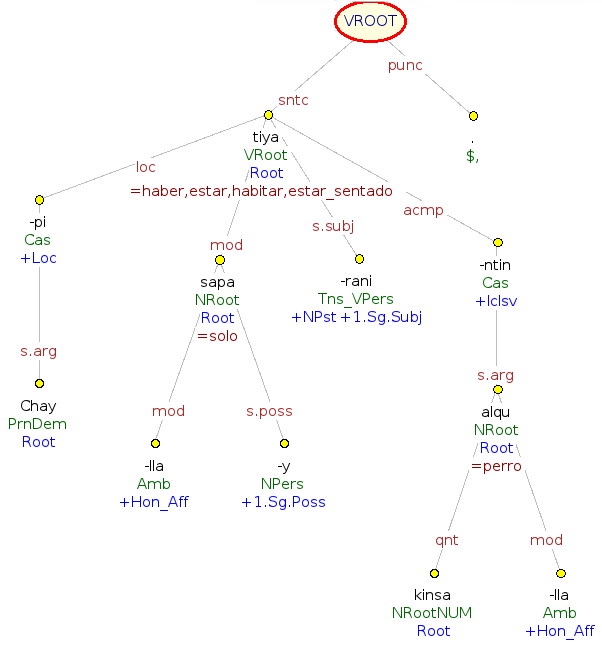 VROOT
punc
sntc
.
$,
tiya
VRoot
Root
=haber,estar,habitar,estar_sentado
loc
acmp
s.subj
mod
-pi
Cas
+Loc
sapa
NRoot
Root
=solo
-rani
Tns_VPers
+NPst +1.Sg.Subj
-ntin
Cas
+Iclsv
s.arg
Chay
PrnDem
Root
mod
s.poss
-lla
Amb
+Hon_Aff
-y
NPers
+1.Sg.Poss
s.arg
alqu
NRoot
Root
=perro
qnt
mod
kinsa
NRootNUM
Root
-lla
Amb
+Hon_Aff